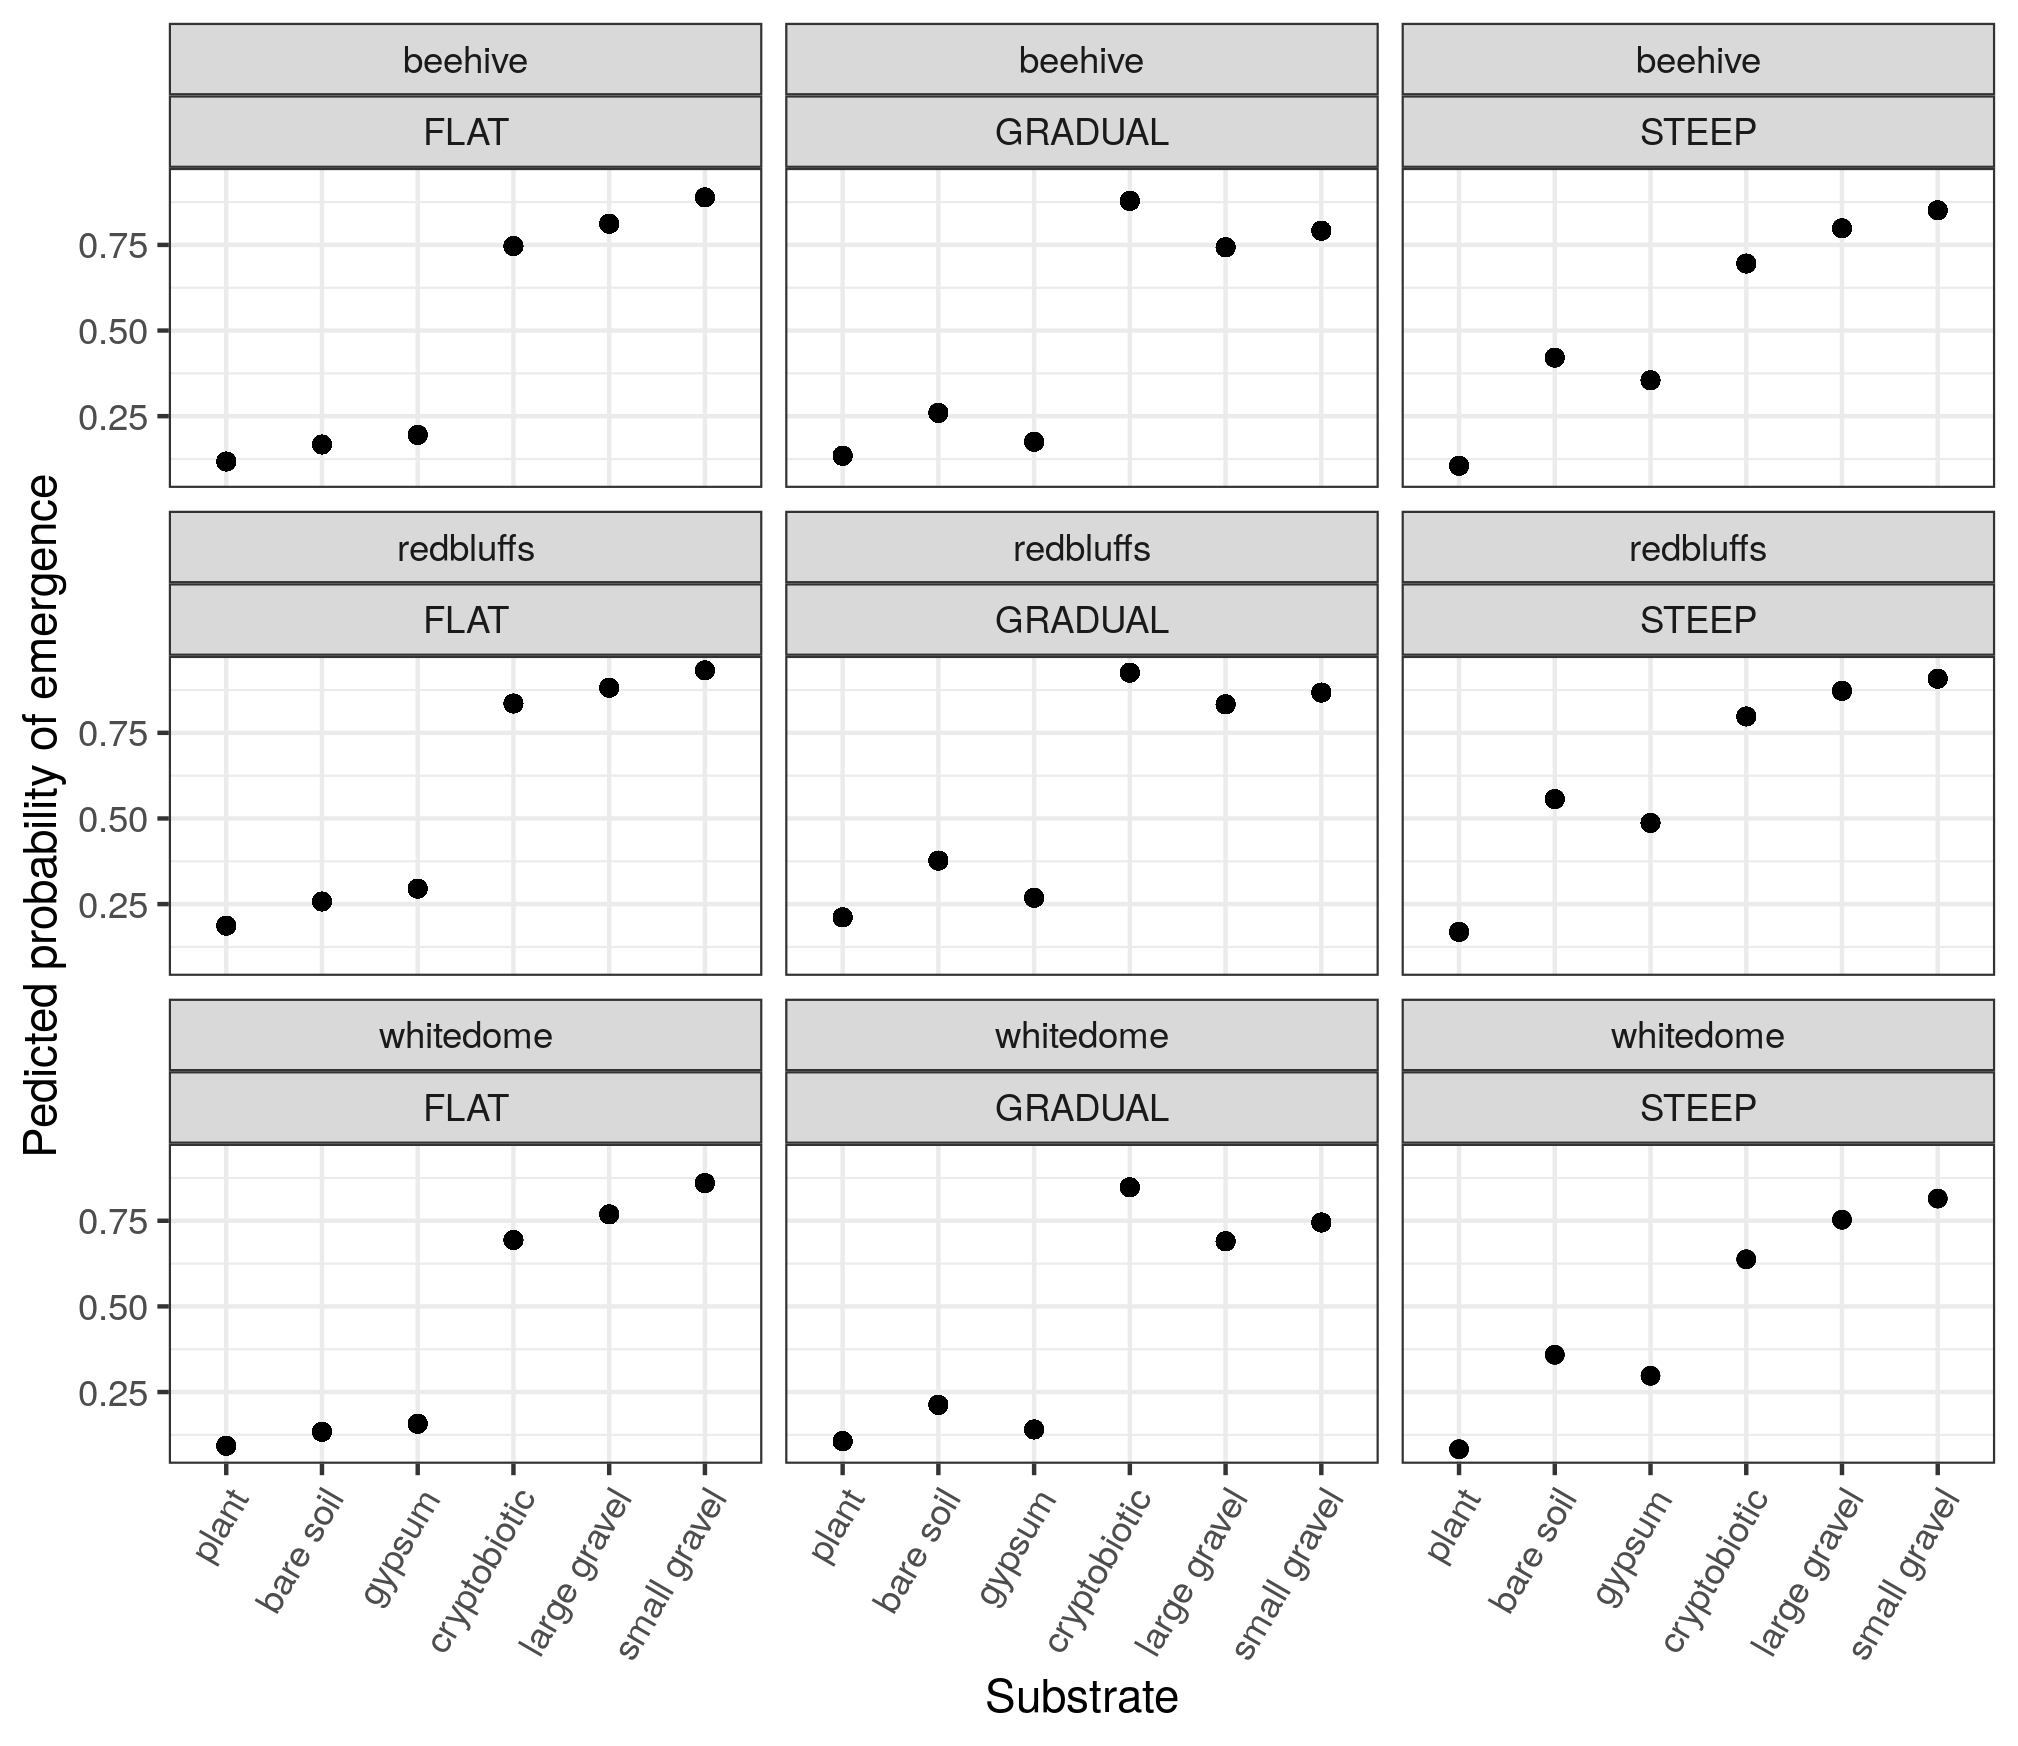 beehive
beehive
beehive
FLAT
GRADUAL
STEEP
0.75
0.50
0.25
redbluffs
redbluffs
redbluffs
FLAT
GRADUAL
STEEP
0.75
0.50
0.25
whitedome
whitedome
whitedome
FLAT
GRADUAL
STEEP
0.75
0.50
0.25
Pedicted probability of emergence
plant
bare soil
gypsum
cryptobiotic
large gravel
small gravel
plant
bare soil
gypsum
cryptobiotic
large gravel
small gravel
plant
bare soil
gypsum
cryptobiotic
large gravel
small gravel
Substrate